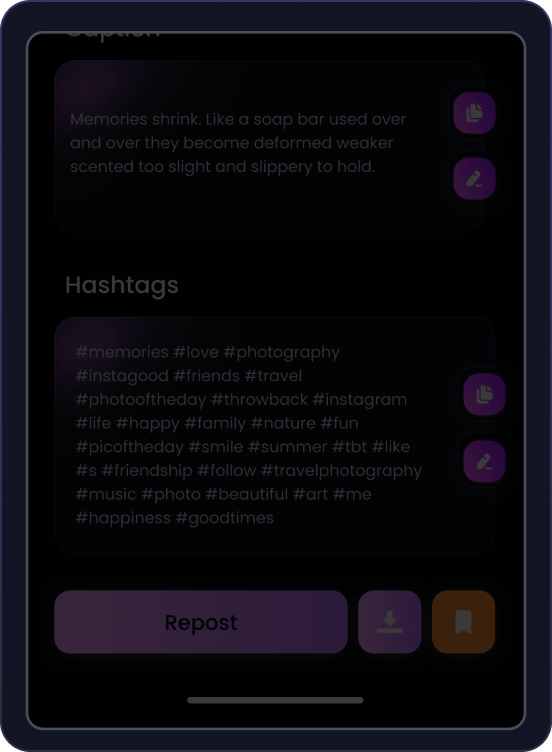 Caption
Memories shrink. Like a soap bar used over
and over they become deformed weaker
scented too slight and slippery to hold.
Hashtags
#memories #love #photography
#instagood #friends #travel
#photooftheday #throwback #instagram
#life #happy #family #nature #fun
#picoftheday #smile #summer #tbt #like
#s #friendship #follow #travelphotography
#music #photo #beautiful #art #me
#happiness #goodtimes
Repost